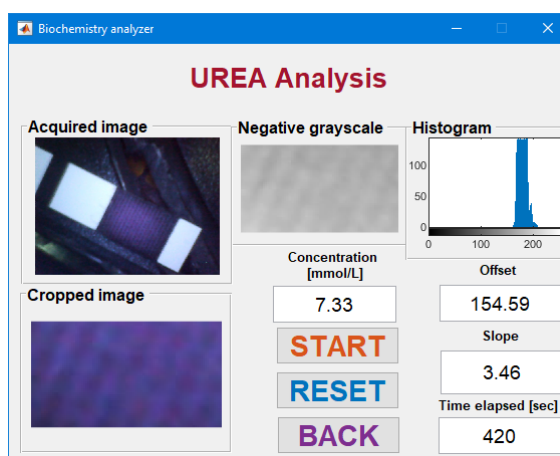 Biochemistry analyzer
UREA Analysis
Acquired image
Negative grayscale
Histogram
100
50
0
0 100 200
Concentration
[mmol/L]
7.33
Offset
154.59
Cropped image
START
Slope
3.46
RESET
Time elapsed [sec]
420
BACK